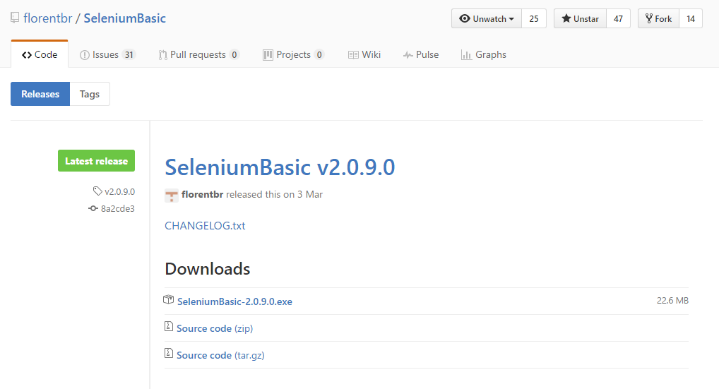 florentbr / SeleniumBasic
Unwatch 25 Unstar 47 Fork 14
Code Issues 31 Pull requests 0 Projects 0 Wiki Pulse Graphs
Releases Tags
Latest release
v2.0.9.0
8a2cde3
SeleniumBasic v2.0.9.0
florentbr released this on 3 Mar
CHANGELOG.txt
Downloads
SeleniumBasic-2.0.9.0.exe 22.6 MB
Source code (zip)
Source code (tar.gz)